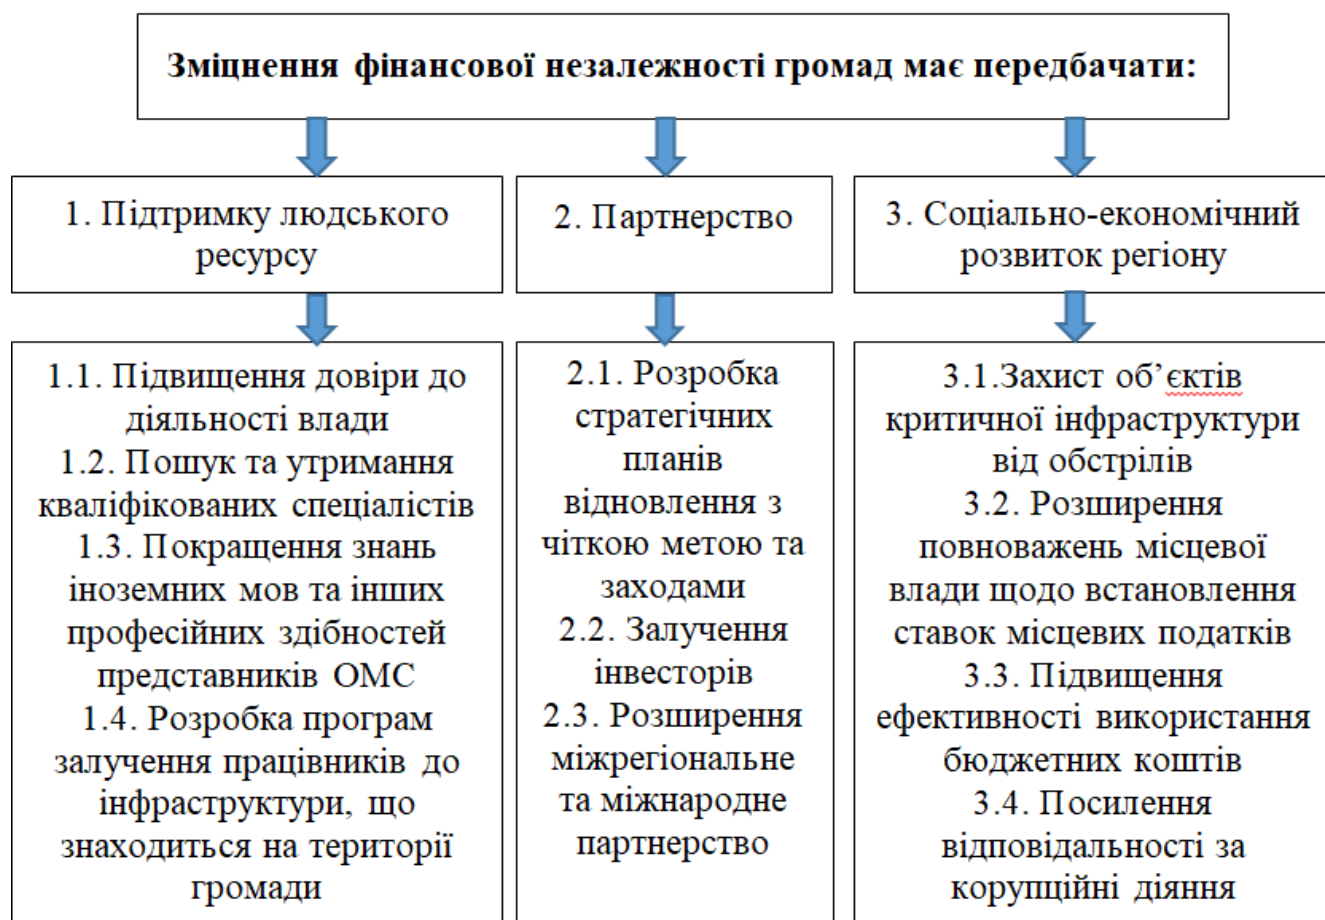 Зміцнення фінансової незалежності громад має передбачати:
1. Підтримку людського
ресурсу
2. Партнерство
3. Соціально-економічний
розвиток регіону
1.1. Підвищення довіри до
діяльності влади
1.2. Пошук та утримання
кваліфікованих спеціалістів
1.3. Покращення знань
іноземних мов та інших
професійних здібностей
представників ОМС
1.4. Розробка програм
залучення працівників до
інфраструктури, що
знаходиться на території
громади
2.1. Розробка
стратегічних
планів
відновлення з
чіткою метою та
заходами
2.2. Залучення
інвесторів
2.3. Розширення
міжрегіональне
та міжнародне
партнерство
3.1.Захист об’єктів
критичної інфраструктури
від обстрілів
3.2. Розширення
повноважень місцевої
влади щодо встановлення
ставок місцевих податків
3.3. Підвищення
ефективності використання
бюджетних коштів
3.4. Посилення
відповідальності за
корупційні діяння